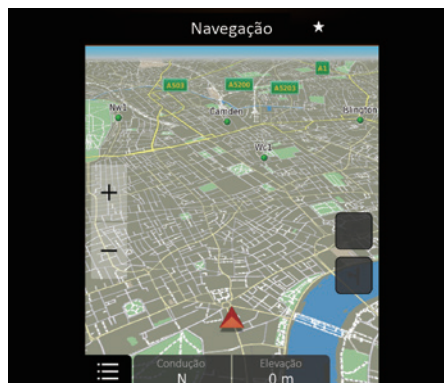 Navegação
A1
A503
A5200
A5203
Nw1
Camden
Islington
Wc1
+
−
Condução
Elevação
N
0 m